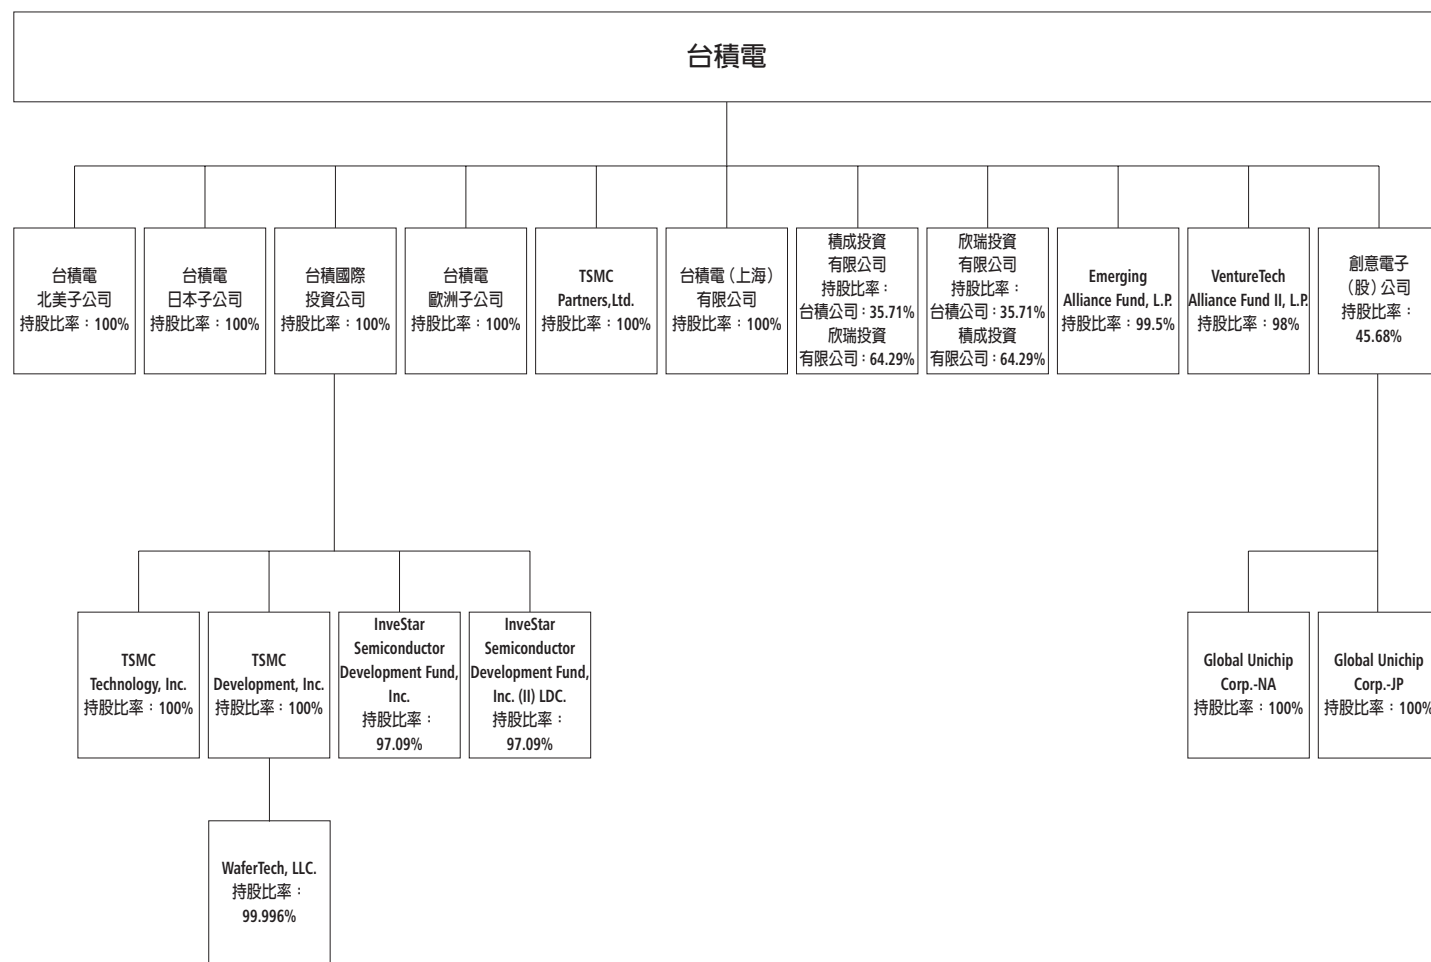 台積電
台積電
北美子公司
持股比率：100%
台積電
日本子公司
持股比率：100%
台積國際
投資公司
持股比率：100%
台積電
歐洲子公司
持股比率：100%
TSMC
Partners,Ltd.
持股比率：100%
台積電（上海）
有限公司
持股比率：100%
積成投資
有限公司
持股比率：
台積公司：35.71%
欣瑞投資
有限公司：64.29%
欣瑞投資
有限公司
持股比率：
台積公司：35.71%
積成投資
有限公司：64.29%
Emerging
Alliance Fund, L.P.
持股比率：99.5%
VentureTech
Alliance Fund II, L.P.
持股比率：98%
創意電子
（股）公司
持股比率：
45.68%
TSMC
Technology, Inc.
持股比率：100%
TSMC
Development, Inc.
持股比率：100%
InveStar
Semiconductor
Development Fund,
Inc.
持股比率：
97.09%
InveStar
Semiconductor
Development Fund,
Inc. (II) LDC.
持股比率：
97.09%
Global Unichip
Corp.-NA
持股比率：100%
Global Unichip
Corp.-JP
持股比率：100%
WaferTech, LLC.
持股比率：
99.996%